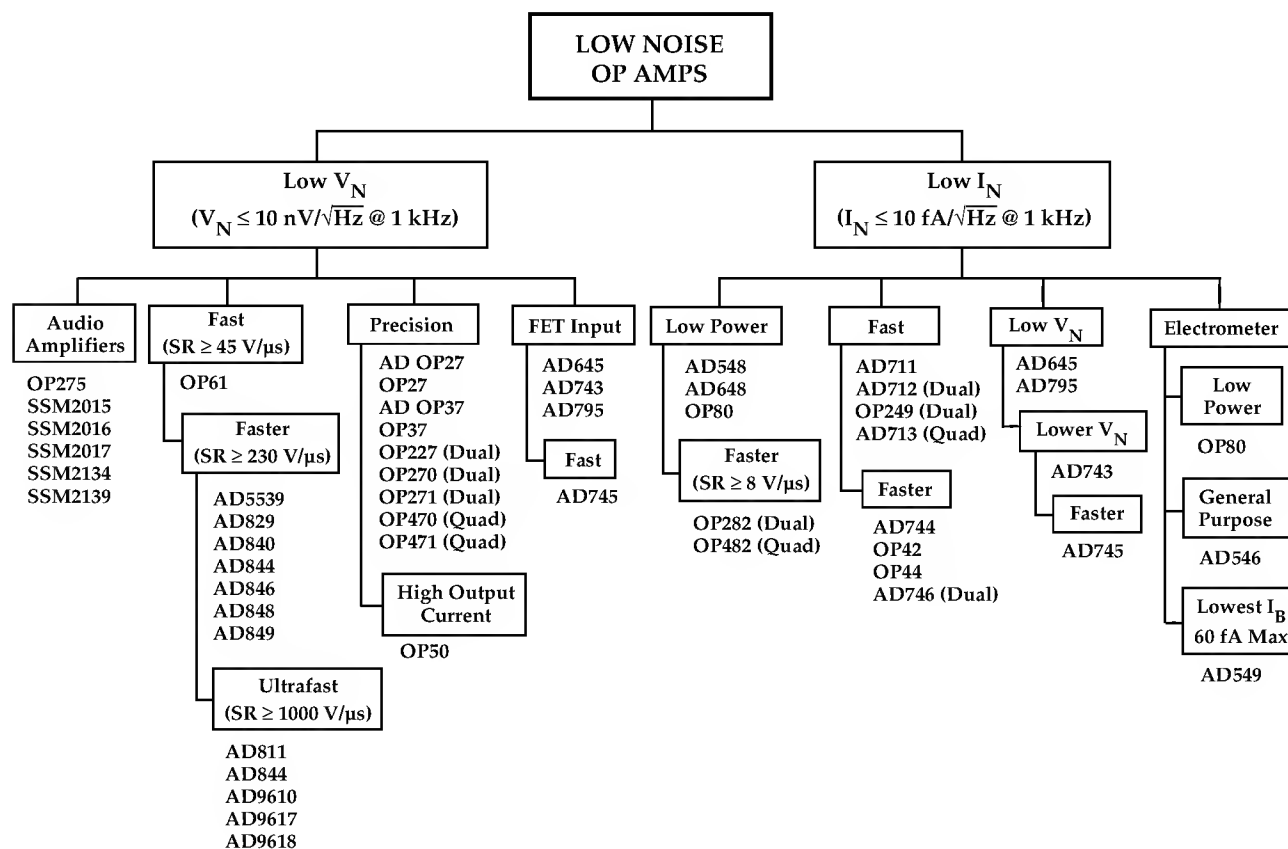 LOW NOISE
OP AMPS
Low V_N
(V_N ≤ 10 nV/√Hz @ 1 kHz)
Low I_N
(I_N ≤ 10 fA/√Hz @ 1 kHz)
Audio
Amplifiers
OP275
SSM2015
SSM2016
SSM2017
SSM2134
SSM2139
Fast
(SR ≥ 45 V/µs)
OP61
Faster
(SR ≥ 230 V/µs)
AD5539
AD829
AD840
AD844
AD846
AD848
AD849
Ultrafast
(SR ≥ 1000 V/µs)
AD811
AD844
AD9610
AD9617
AD9618
Precision
AD OP27
OP27
AD OP37
OP37
OP227 (Dual)
OP270 (Dual)
OP271 (Dual)
OP470 (Quad)
OP471 (Quad)
High Output
Current
OP50
FET Input
AD645
AD743
AD795
Fast
AD745
Low Power
AD548
AD648
OP80
Faster
(SR ≥ 8 V/µs)
OP282 (Dual)
OP482 (Quad)
Fast
AD711
AD712 (Dual)
OP249 (Dual)
AD713 (Quad)
Faster
AD744
OP42
OP44
AD746 (Dual)
Low V_N
AD645
AD795
Lower V_N
AD743
Faster
AD745
Electrometer
Low
Power
OP80
General
Purpose
AD546
Lowest I_B
60 fA Max
AD549